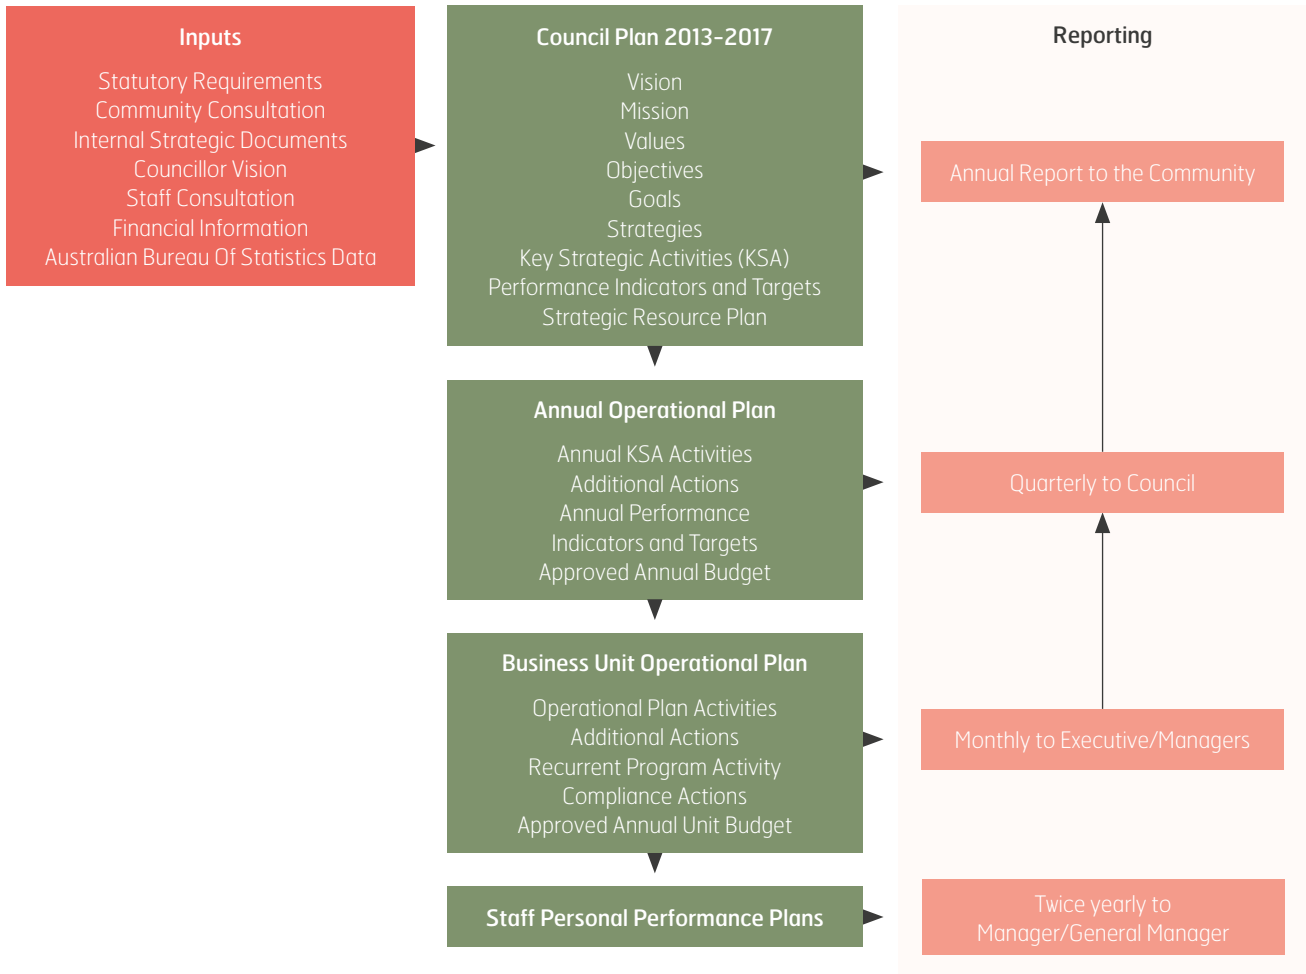 Inputs
Statutory Requirements
Community Consultation
Internal Strategic Documents
Councillor Vision
Staff Consultation
Financial Information
Australian Bureau Of Statistics Data
Council Plan 2013–2017
Vision
Mission
Values
Objectives
Goals
Strategies
Key Strategic Activities (KSA)
Performance Indicators and Targets
Strategic Resource Plan
Annual Operational Plan
Annual KSA Activities
Additional Actions
Annual Performance
Indicators and Targets
Approved Annual Budget
Business Unit Operational Plan
Operational Plan Activities
Additional Actions
Recurrent Program Activity
Compliance Actions
Approved Annual Unit Budget
Staff Personal Performance Plans
Reporting
Annual Report to the Community
Quarterly to Council
Monthly to Executive/Managers
Twice yearly to
Manager/General Manager